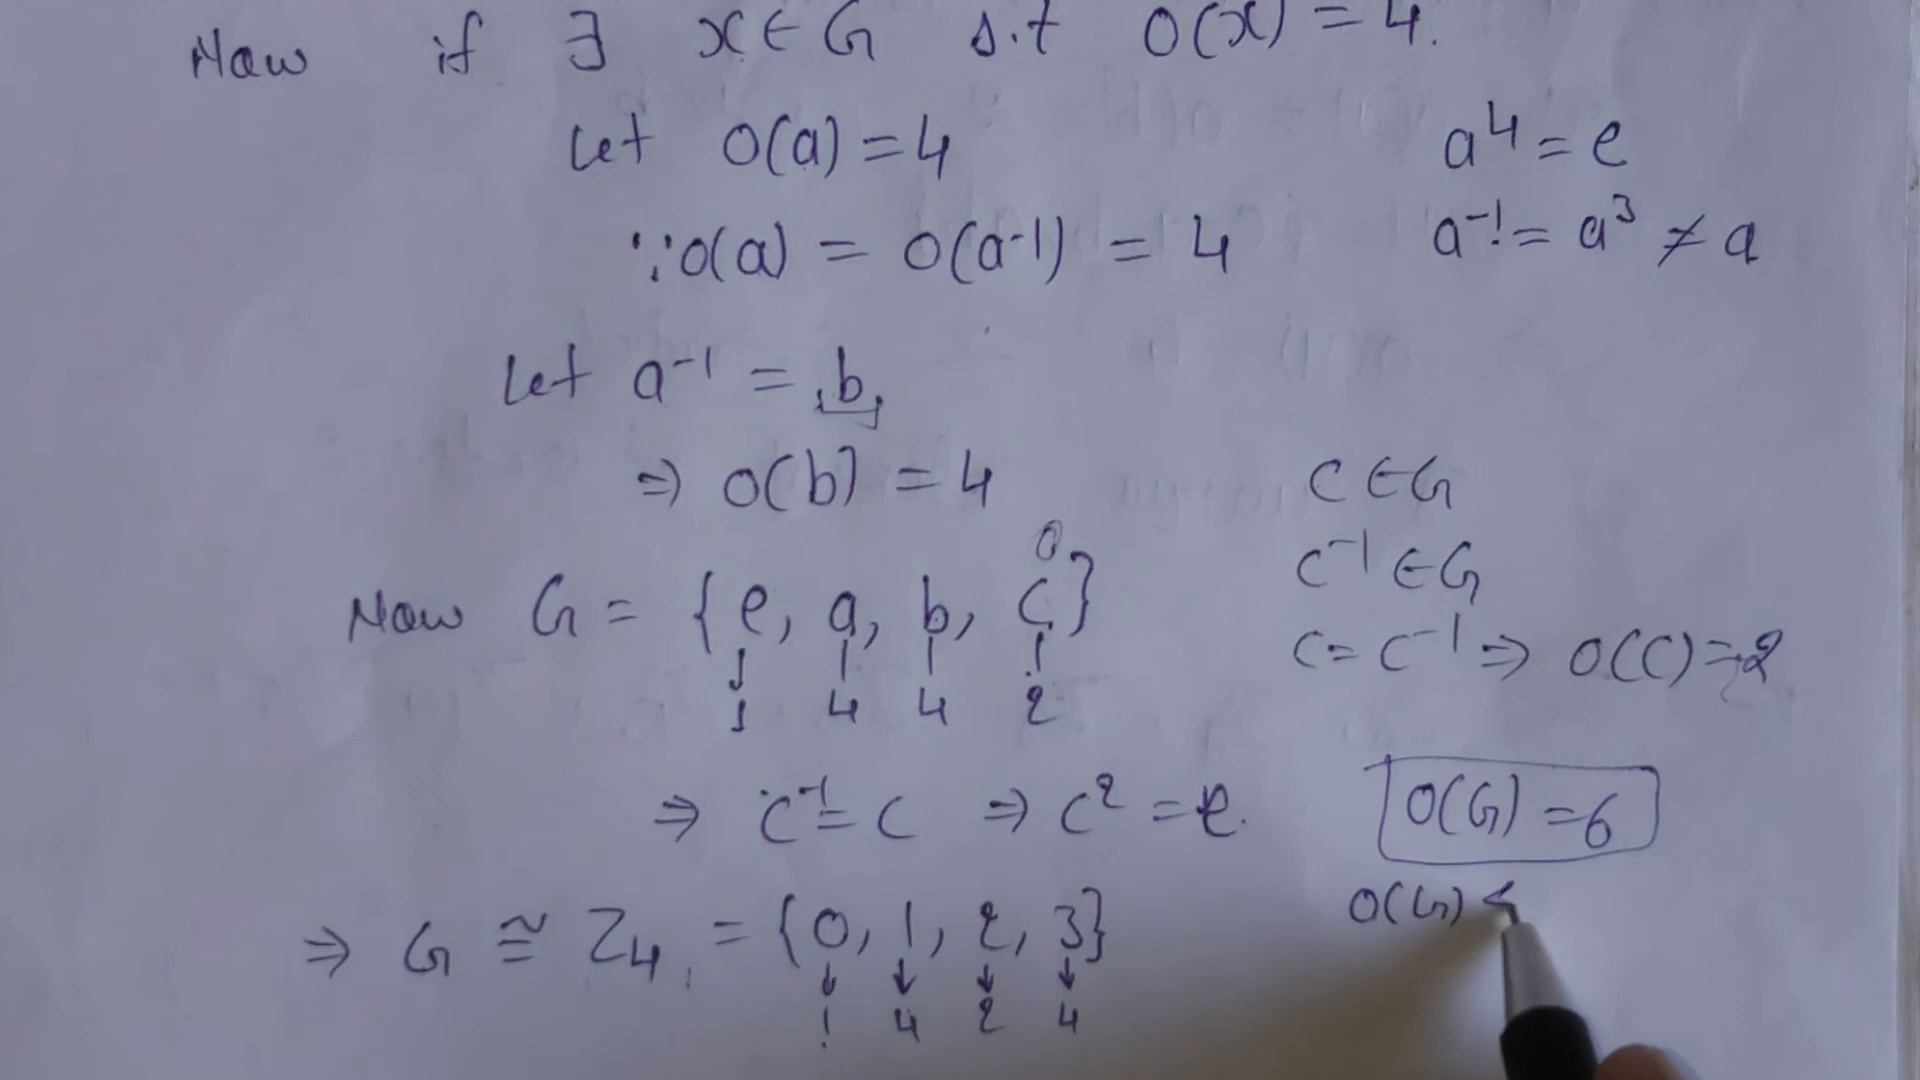 Now if ∃ x ∈ G s.t O(x) = 4.
Let O(a) = 4
a⁴ = e
∵ O(a) = O(a-1) = 4
a⁻¹ = a³ ≠ a
Let a⁻¹ = b
⇒ O(b) = 4
C ∈ G
C⁻¹ ∈ G
Now G = {e, a, b, c}
C = C⁻¹ ⇒ O(C) = 2
1 4 4 2
⇒ c⁻¹ = c ⇒ c² = e.
O(G) = 6
O(G) <
⇒ G ≅ Z₄ = {0, 1, 2, 3}
↓ ↓ ↓ ↓
1 4 2 4